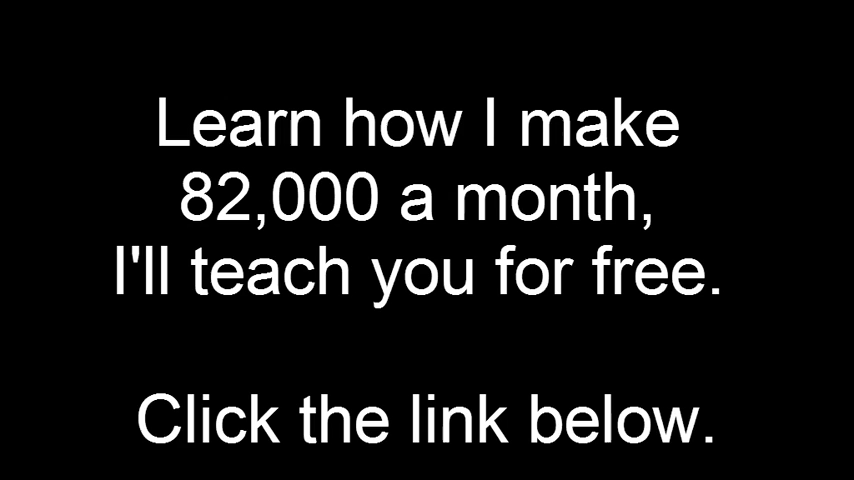 Learn how I make
82,000 a month,
I'll teach you for free.
Click the link below.